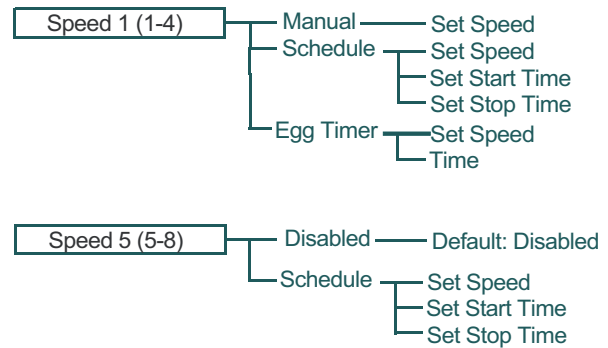 Speed 1 (1-4) Manual Set Speed
Schedule Set Speed
Set Start Time
Set Stop Time
Egg Timer Set Speed
Time
Speed 5 (5-8) Disabled Default: Disabled
Schedule Set Speed
Set Start Time
Set Stop Time